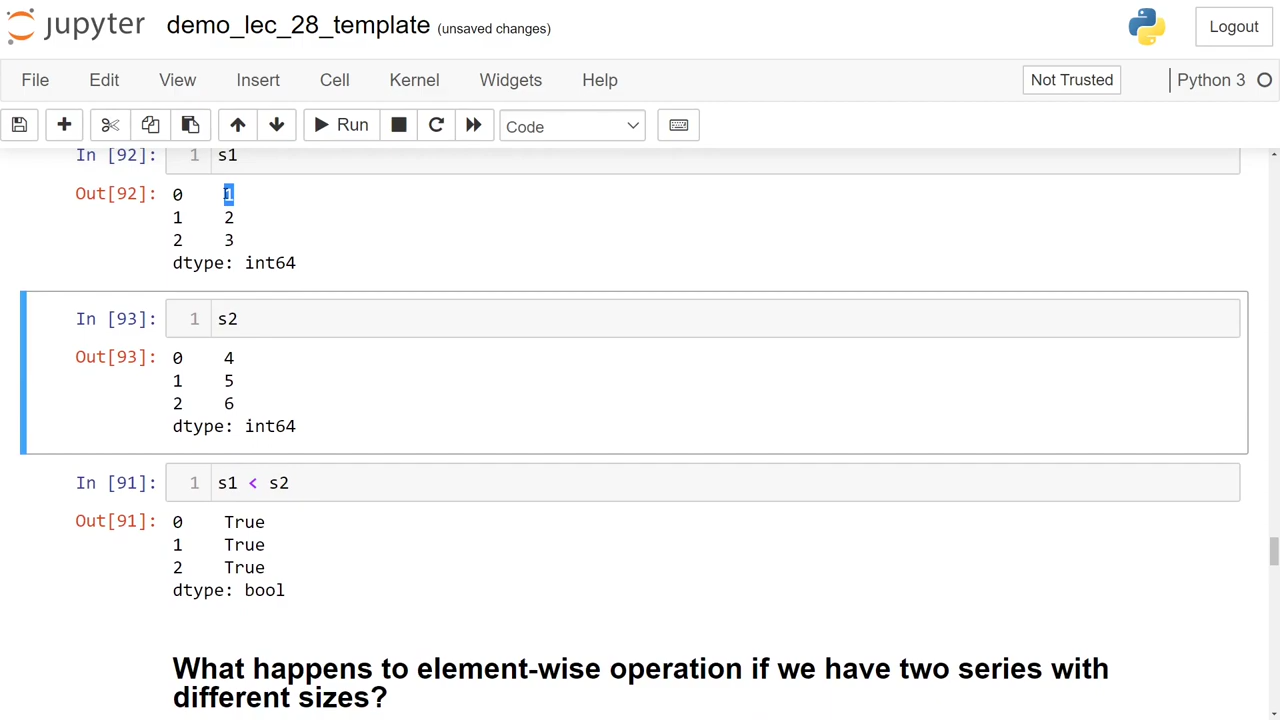 jupyter demo_lec_28_template (unsaved changes) Logout
File Edit View Insert Cell Kernel Widgets Help Not Trusted Python 3
Run Code
In [92]: 1 s1
Out[92]: 0 1
1 2
2 3
dtype: int64
In [93]: 1 s2
Out[93]: 0 4
1 5
2 6
dtype: int64
In [91]: 1 s1 < s2
Out[91]: 0 True
1 True
2 True
dtype: bool
What happens to element-wise operation if we have two series with
different sizes?